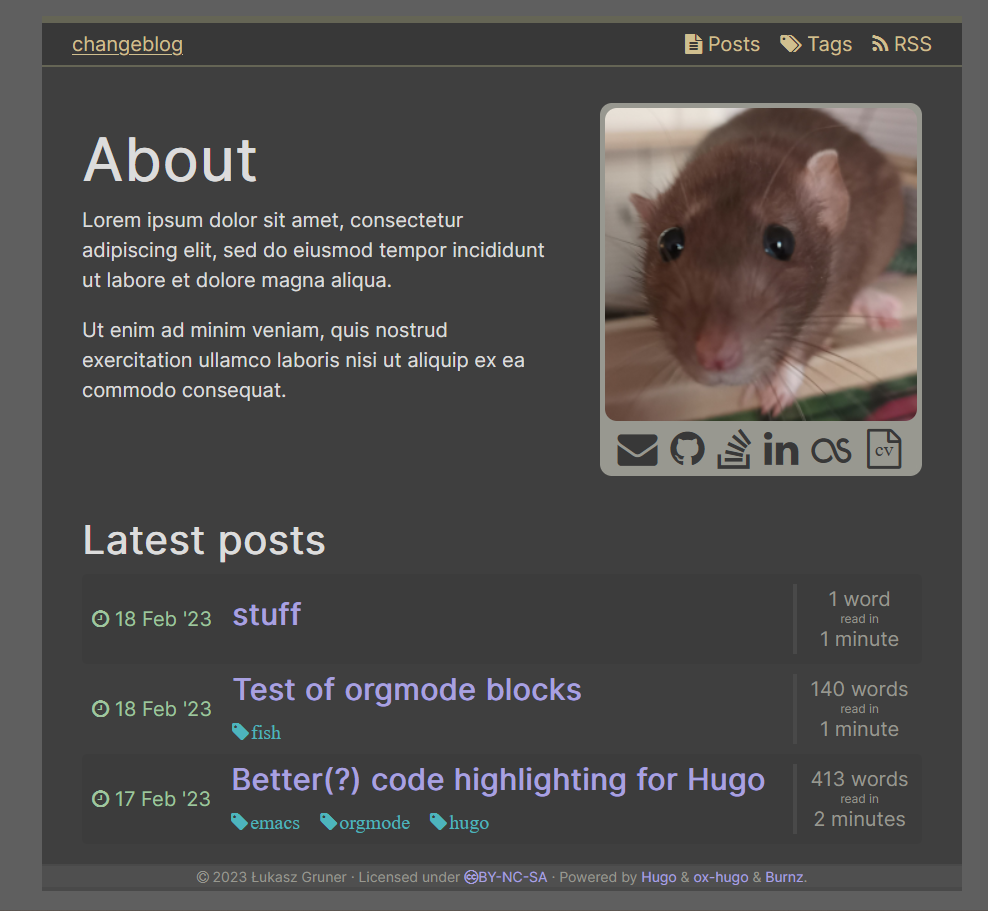 changeblog
Posts Tags RSS
About
Lorem ipsum dolor sit amet, consectetur
adipiscing elit, sed do eiusmod tempor incididunt
ut labore et dolore magna aliqua.
Ut enim ad minim veniam, quis nostrud
exercitation ullamco laboris nisi ut aliquip ex ea
commodo consequat.
in
cv
Latest posts
18 Feb '23
stuff
1 word
read in
1 minute
18 Feb '23
Test of orgmode blocks
fish
140 words
read in
1 minute
17 Feb '23
Better(?) code highlighting for Hugo
emacs orgmode hugo
413 words
read in
2 minutes
© 2023 Łukasz Gruner · Licensed under BY-NC-SA · Powered by Hugo & ox-hugo & Burnz.